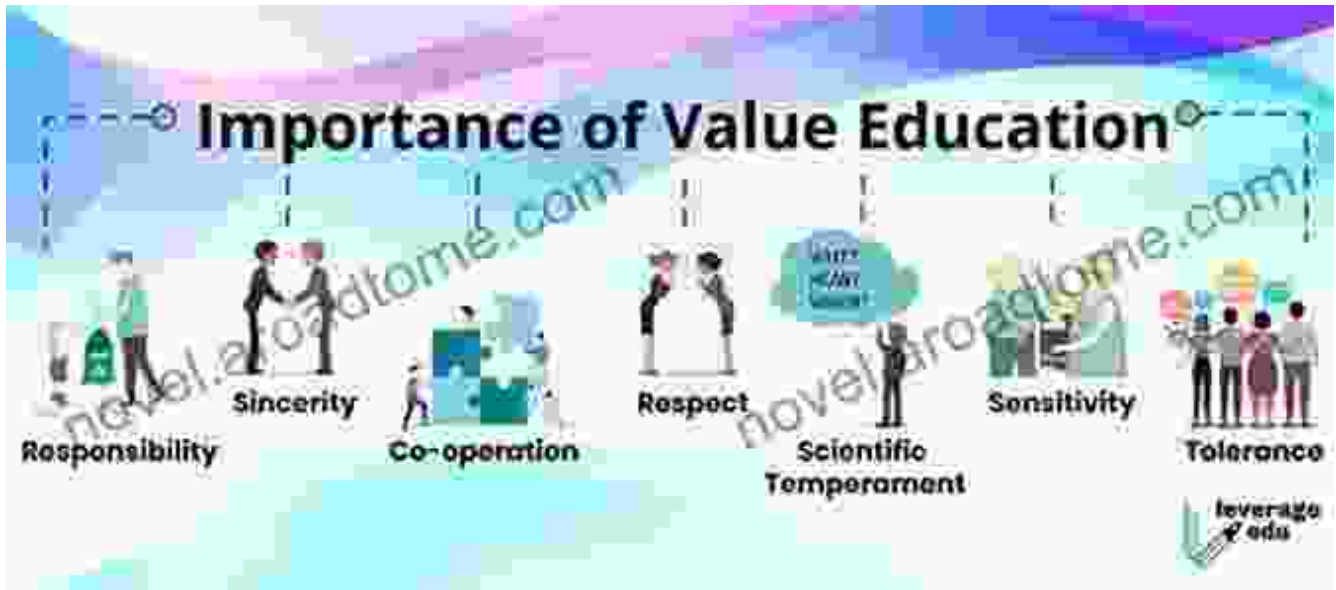 Importance of Value Education
novel.aroadtome.com
novel.aroadtome.com
Responsibility
Sincerity
Co-operation
Respect
Scientific
Temperament
Sensitivity
Tolerance
leverage
edu